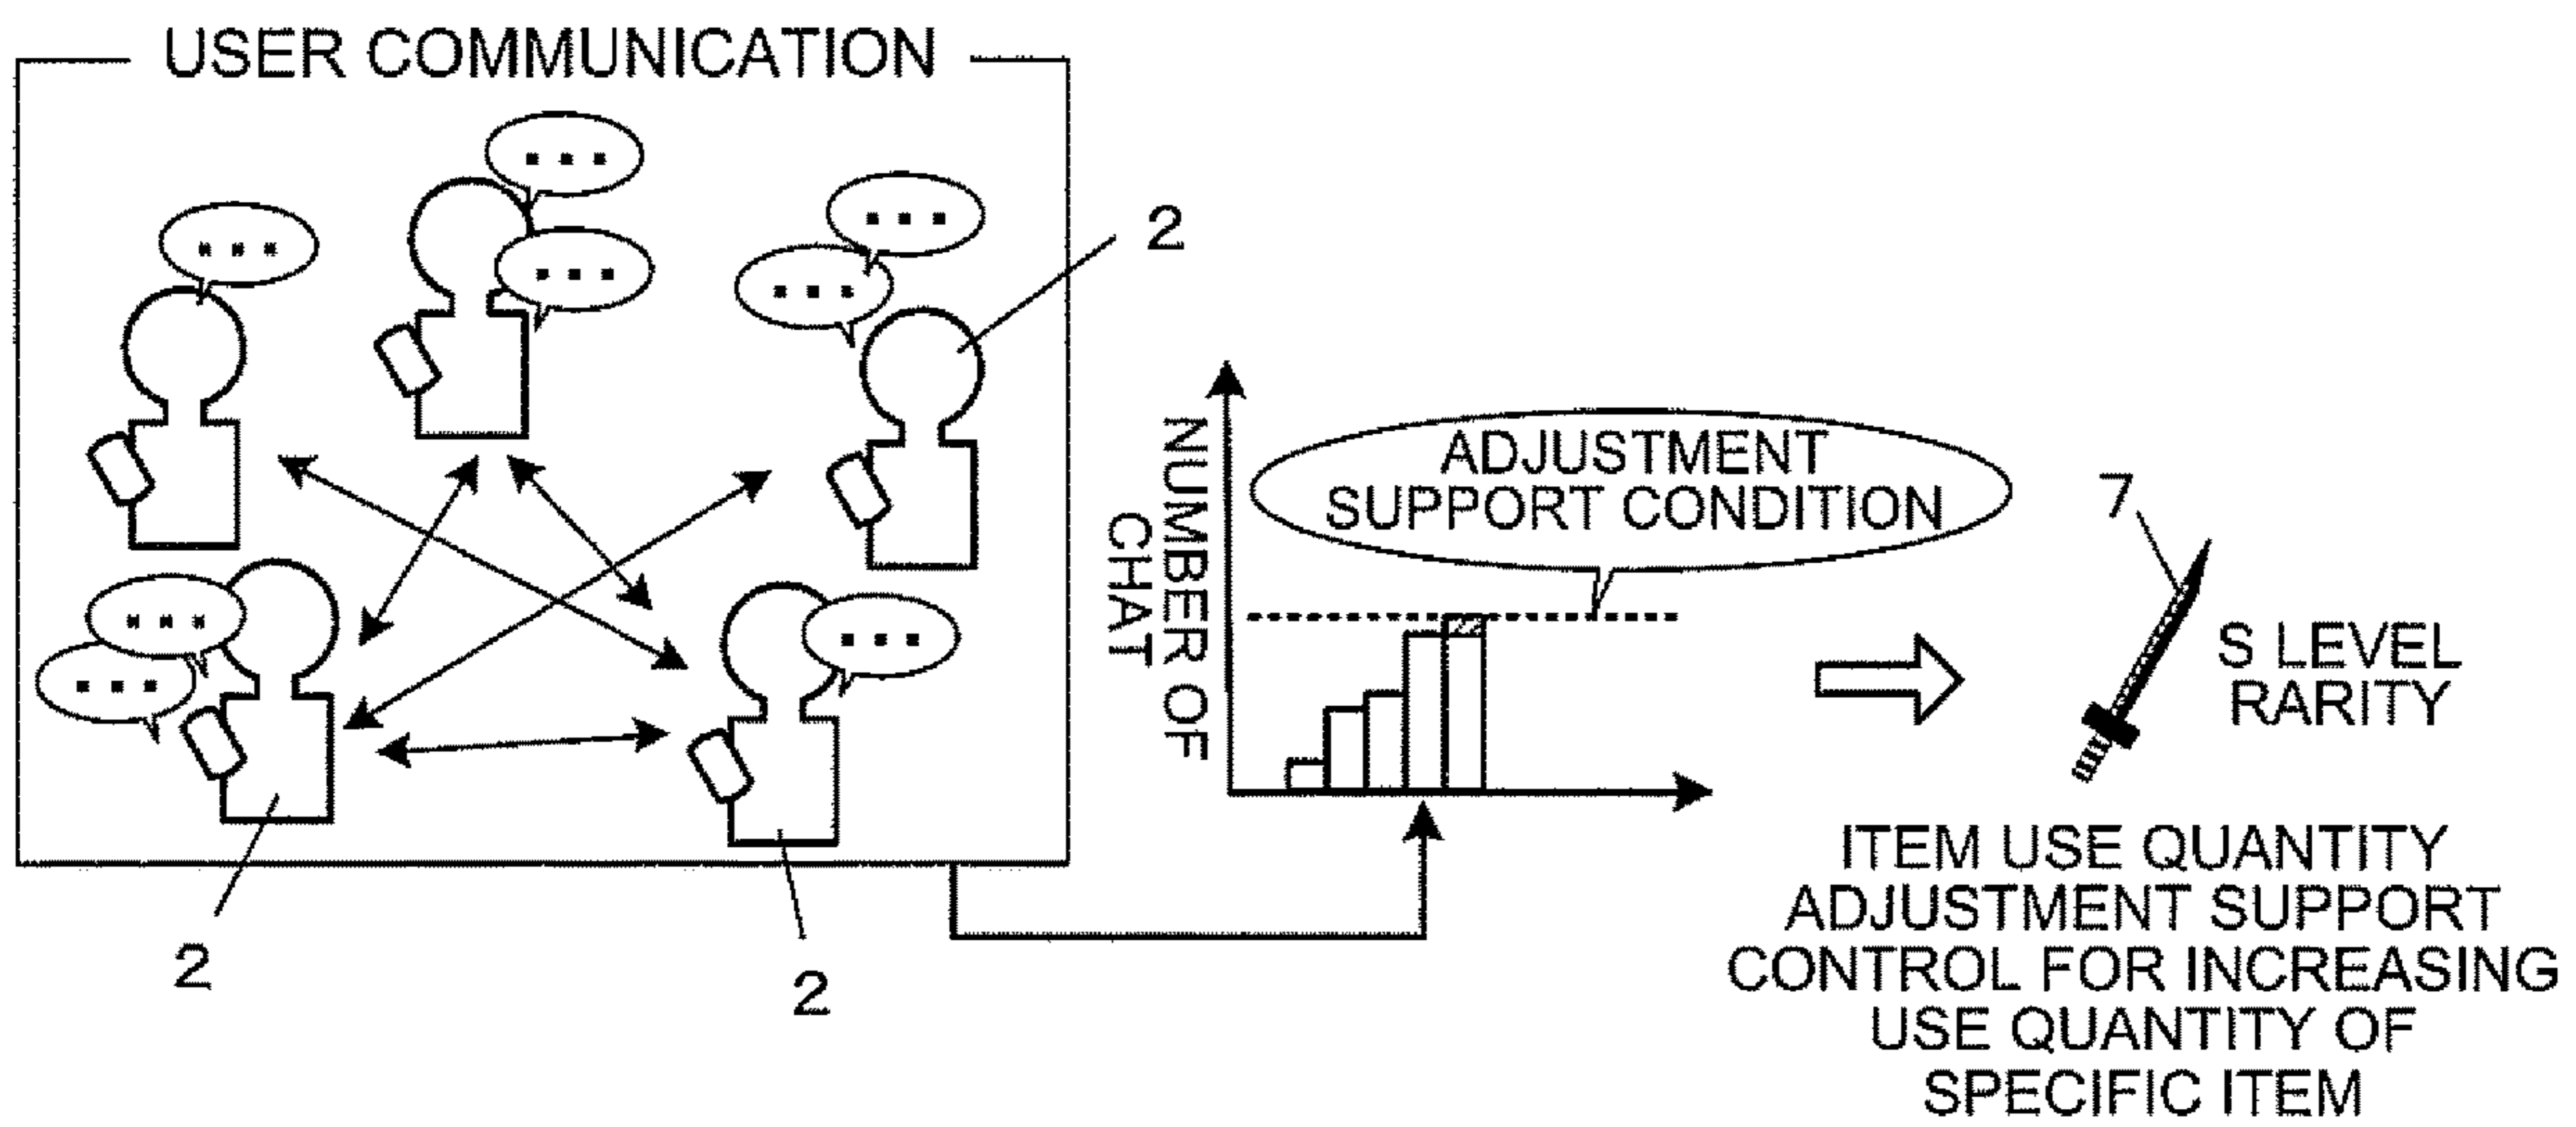 USER COMMUNICATION
...
...
...
...
...
...
...
...
2
2
2
NUMBER OF
CHAT
ADJUSTMENT
SUPPORT CONDITION
7
S LEVEL
RARITY
ITEM USE QUANTITY
ADJUSTMENT SUPPORT
CONTROL FOR INCREASING
USE QUANTITY OF
SPECIFIC ITEM